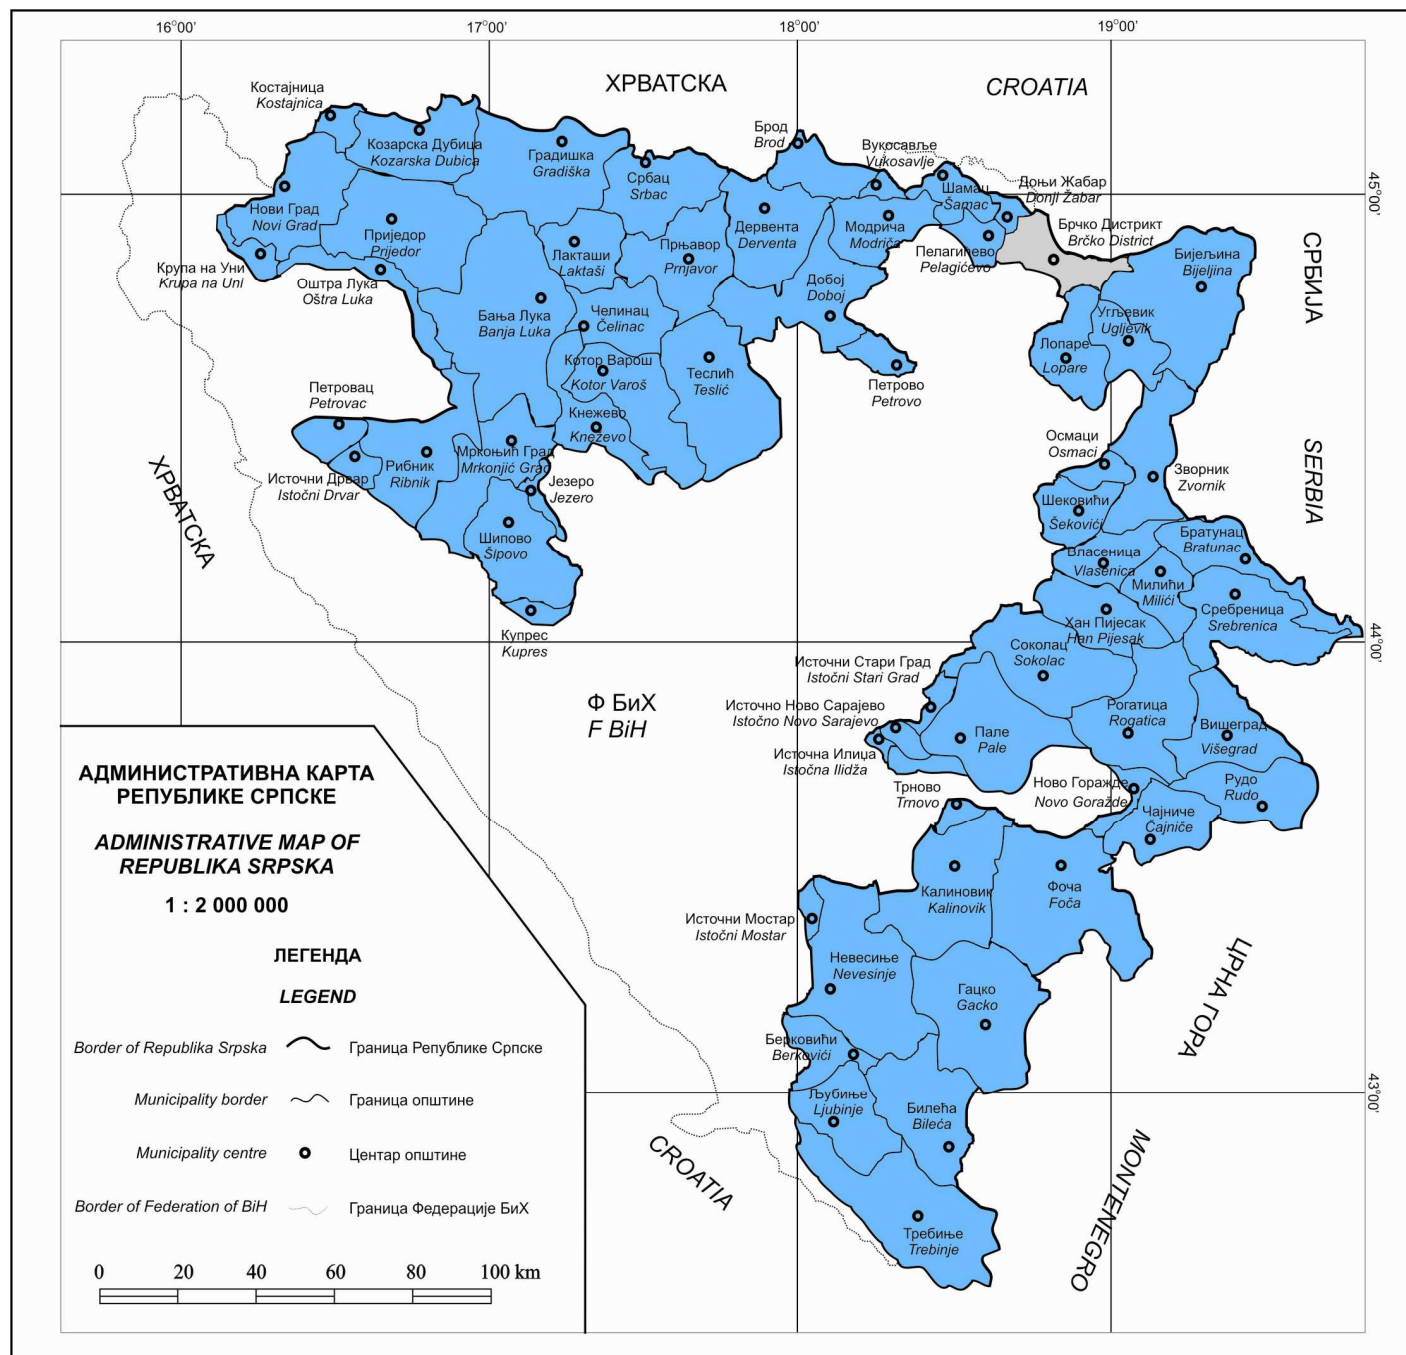 16°00'
17°00'
18°00'
19°00'
ХРВАТСКА
CROATIA
Костајница
Kostajnica
Козарска Дубица
Kozarska Dubica
Градишка
Gradiška
Србац
Srbac
Брод
Brod
Вукосавље
Vukosavlje
Шамац
Šamac
Доњи Жабар
Donji Žabar
45°00'
Нови Град
Novi Grad
Приједор
Prijedor
Лакташи
Laktaši
Прњавор
Prnjavor
Дервента
Derventa
Модрича
Modriča
Пелагићево
Pelagićevo
Брчко Дистрикт
Brčko District
Бијељина
Bijeljina
СРБИЈА
Крупа на Уни
Krupa na Uni
Оштра Лука
Oštra Luka
Бања Лука
Banja Luka
Челинац
Čelinac
Добој
Doboj
Угљевик
Ugljevik
Лопаре
Lopare
Котор Варош
Kotor Varoš
Теслић
Teslić
Петрово
Petrovo
Петровац
Petrovac
Кнежево
Knezevo
Осмаци
Osmaci
SERBIA
Источни Дрвар
Istočni Drvar
Рибник
Ribnik
Мркоњић Град
Mrkonjić Grad
Језеро
Jezero
Зворник
Zvornik
ХРВАТСКА
Шипово
Šipovo
Шековићи
Šekovići
Братунац
Bratunac
Власеница
Vlasenica
Милићи
Milići
Сребреница
Srebrenica
Купрес
Kupres
Хан Пијесак
Han Pijesak
44°00'
Соколац
Sokolac
Источни Стари Град
Istočni Stari Grad
Ф БиХ
F BiH
Источно Ново Сарајево
Istočno Novo Sarajevo
Рогатица
Rogatica
Вишеград
Višegrad
Пале
Pale
Источна Илиџа
Istočna Ilidža
Трново
Trnovo
Ново Горажде
Novo Goražde
Рудо
Rudo
Чајниче
Čajniče
Калиновик
Kalinovik
Фоча
Foča
Источни Мостар
Istočni Mostar
Невесиње
Nevesinje
Гацко
Gacko
ЦРНА ГОРА
Берковићи
Berkovići
43°00'
Љубиње
Ljubinje
Билећа
Bileća
CROATIA
MONTENEGRO
Требиње
Trebinje
АДМИНИСТРАТИВНА КАРТА
РЕПУБЛИКЕ СРПСКЕ
ADMINISTRATIVE MAP OF
REPUBLIKA SRPSKA
1 : 2 000 000
ЛЕГЕНДА
LEGEND
Border of Republika Srpska Граница Републике Српске
Municipality border Граница општине
Municipality centre Центар општине
Border of Federation of BiH Граница Федерације БиХ
0 20 40 60 80 100 km